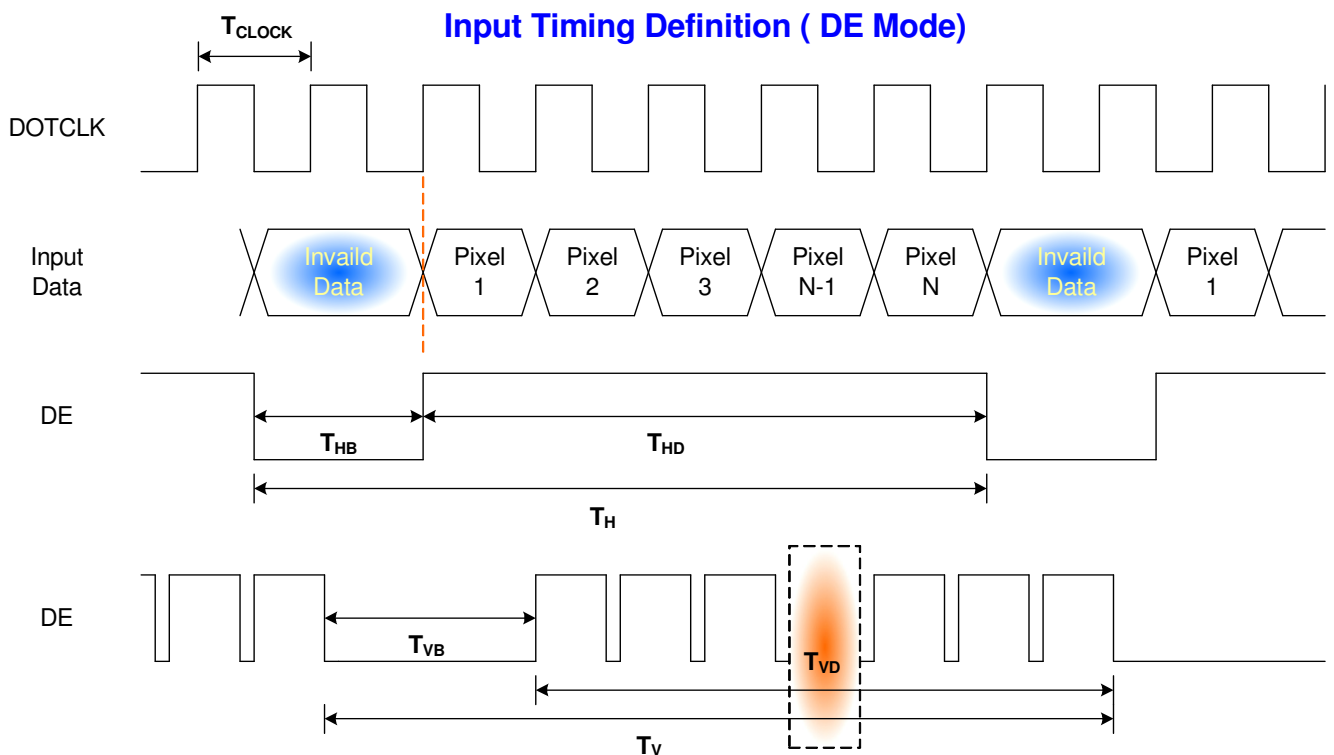 Input Timing Definition ( DE Mode)
TCLOCK
DOTCLK
Input
Data
Invaild
Data
Pixel
1
Pixel
2
Pixel
3
Pixel
N-1
Pixel
N
Invaild
Data
Pixel
1
DE
THB
THD
TH
DE
TVB
TVD
TV